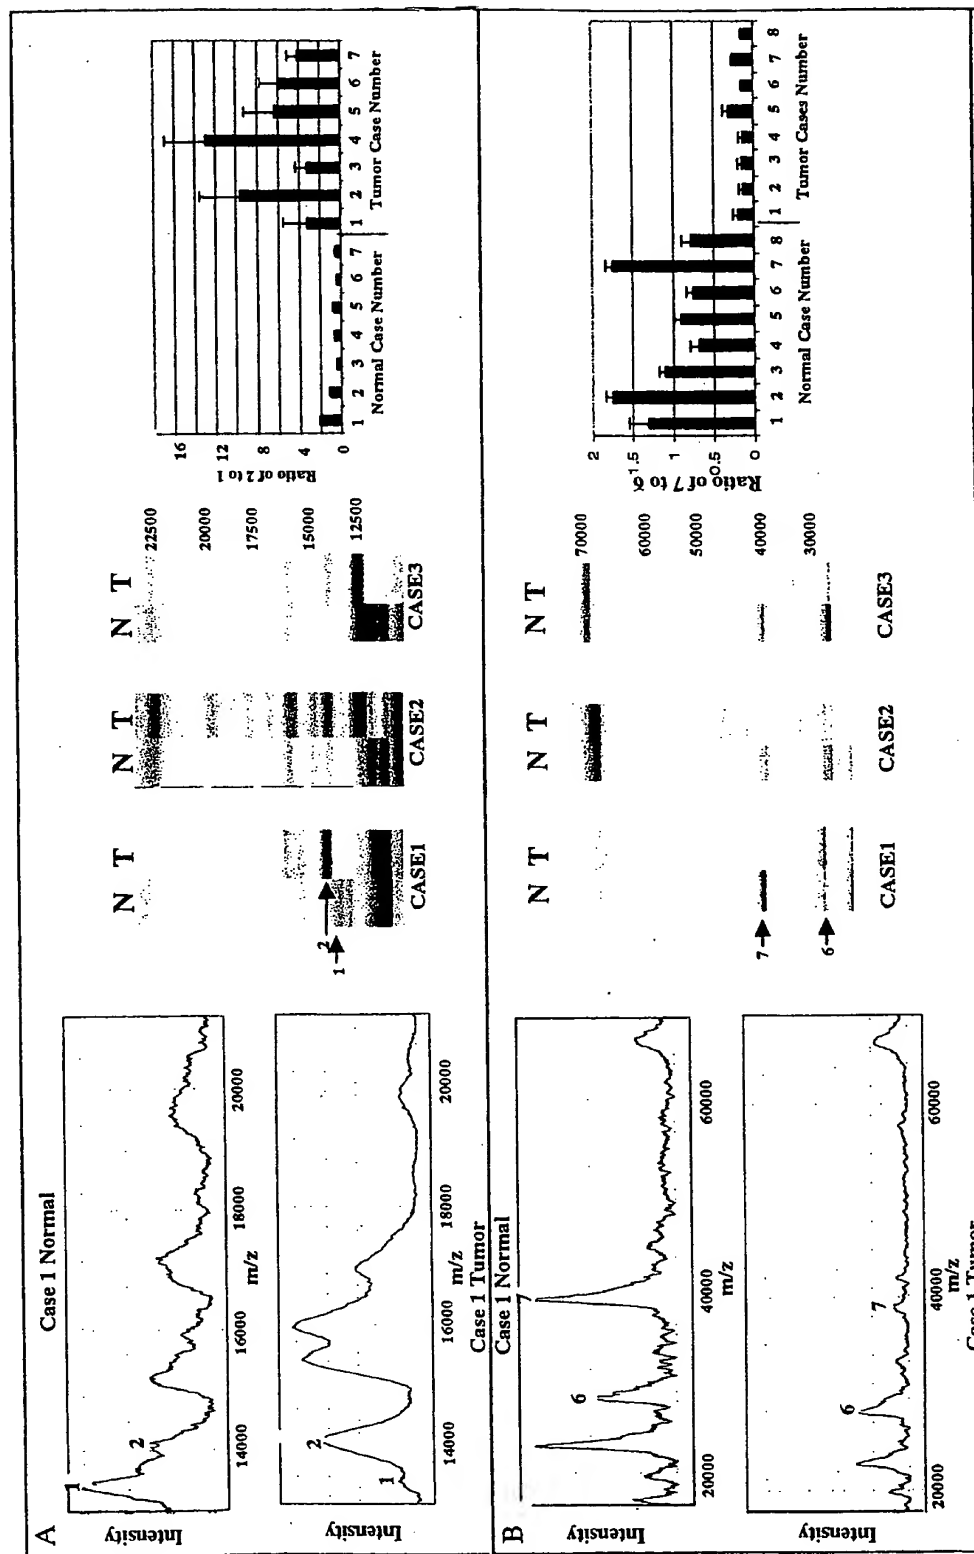 A
Case 1 Normal
1
2
Intensity
14000 16000 18000 20000
m/z
1
2
Intensity
14000 16000 18000 20000
m/z
Case 1 Tumor
N T N T N T
1
2
22500
20000
17500
15000
12500
CASE1 CASE2 CASE3
Ratio of 2 to 1
16
12
8
4
0
1 2 3 4 5 6 7 1 2 3 4 5 6 7
Normal Case Number Tumor Case Number
B
Case 1 Normal
6
7
Intensity
20000 40000 60000
m/z
6
7
Intensity
20000 40000 60000
m/z
Case 1 Tumor
N T N T N T
7
6
70000
60000
50000
40000
30000
CASE1 CASE2 CASE3
Ratio of 7 to 6
2
1.5
1
0.5
0
1 2 3 4 5 6 7 8 1 2 3 4 5 6 7 8
Normal Case Number Tumor Cases Number